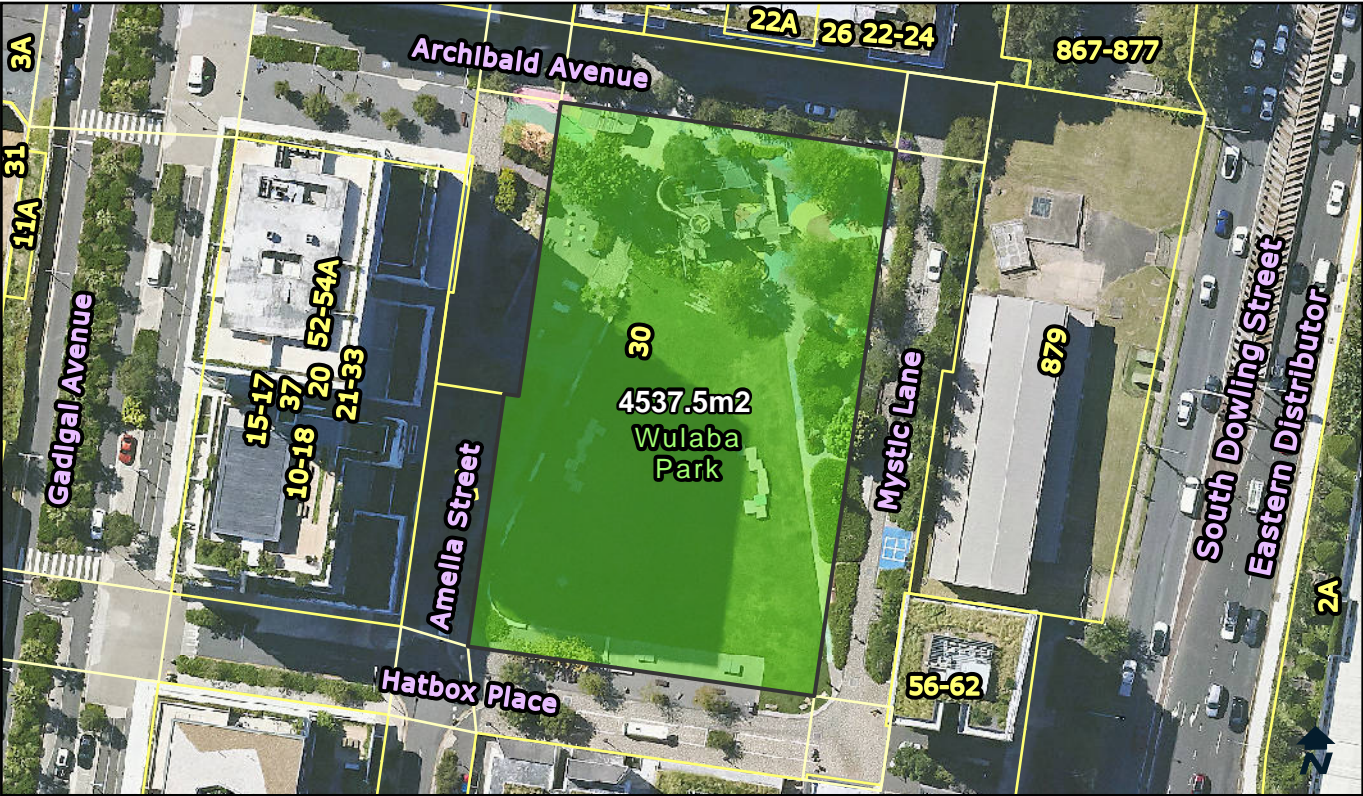 22A
26 22-24
3A
Archibald Avenue
867-877
31
11A
52-54A
Gadigal Avenue
15-17
37
20
21-33
10-18
30
4537.5m2
Wulaba
Park
879
Mystic Lane
South Dowling Street
Eastern Distributor
Amelia Street
2A
Hatbox Place
56-62
N